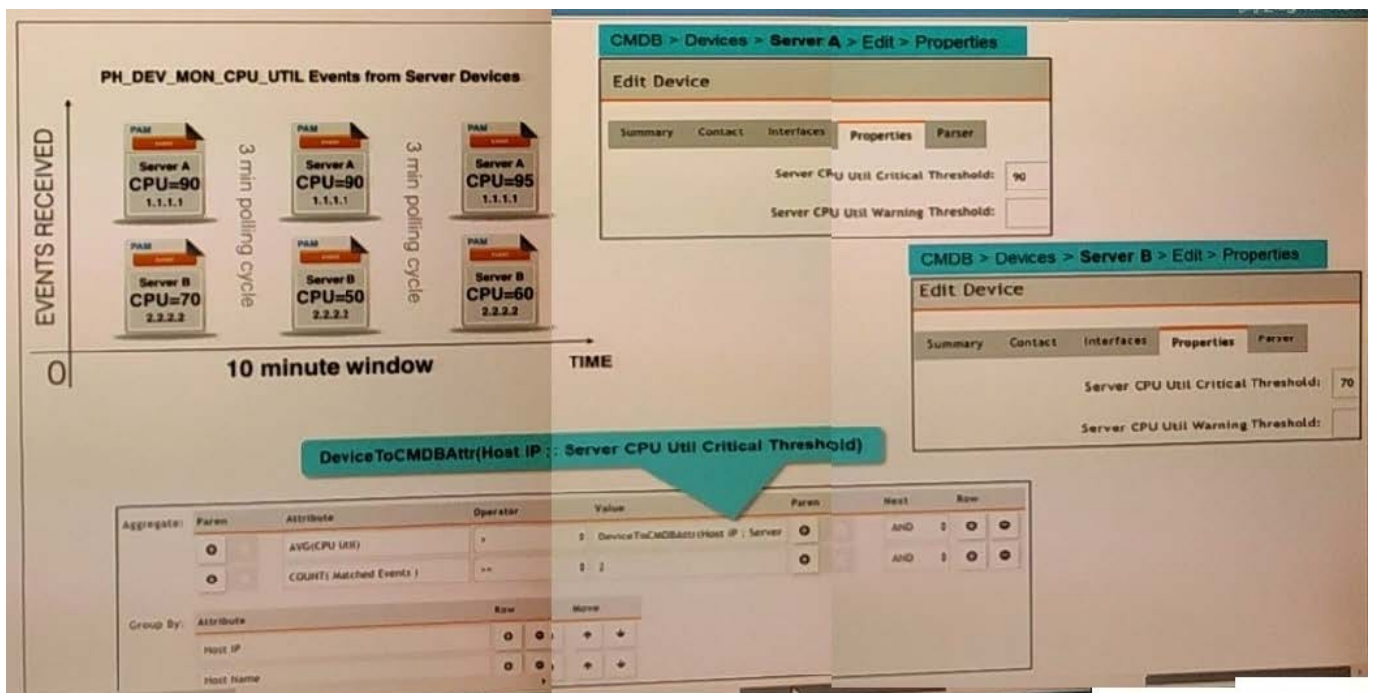 CMDB > Devices > Server A > Edit > Properties
PH_DEV_MON_CPU_UTIL Events from Server Devices
Edit Device
Summary Contact Interfaces Properties Parser
Server CPU Util Critical Threshold: 90
Server CPU Util Warning Threshold:
EVENTS RECEIVED
PAM
Server A
CPU=90
1.1.1.1
3 min polling cycle
PAM
Server A
CPU=90
1.1.1.1
3 min polling cycle
PAM
Server A
CPU=95
1.1.1.1
PAM
Server B
CPU=70
2.2.2.2
PAM
Server B
CPU=50
2.2.2.2
PAM
Server B
CPU=60
2.2.2.2
0
10 minute window
TIME
CMDB > Devices > Server B > Edit > Properties
Edit Device
Summary Contact Interfaces Properties Parser
Server CPU Util Critical Threshold: 70
Server CPU Util Warning Threshold:
DeviceToCMDBAttr(Host IP : Server CPU Util Critical Threshold)
Aggregate: Paren Attribute Operator Value Paren Next Row
AVG(CPU Util) DeviceToCMDBAttr(Host IP : Server AND
COUNT( Matched Events ) >= 2 AND
Group By: Attribute Row Move
Host IP
Host Name